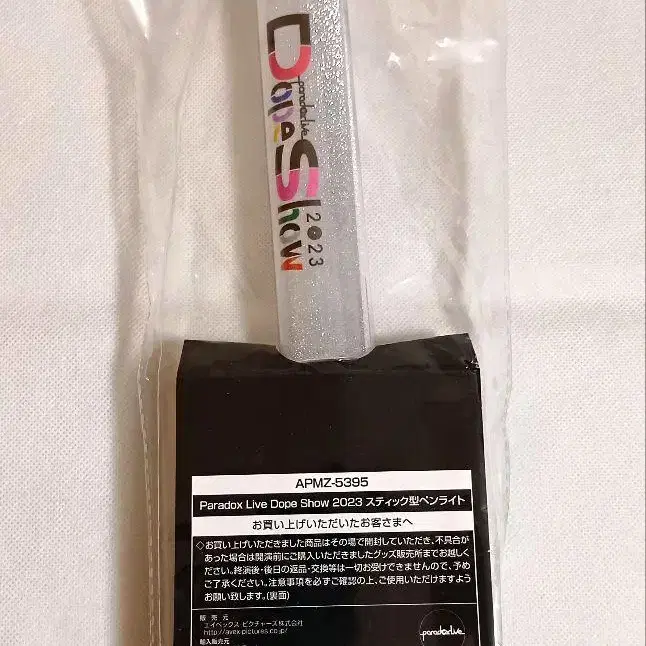 Dope Show
paradoxlive
2023
APMZ-5395
Paradox Live Dope Show 2023 スティック型ペンライト
お買い上げいただいたお客さまへ
◇お買い上げいただきました商品はその場で開封していただき、不具合が
あった場合は開演前にご購入いただきましたグッズ販売所までお越しく
ださい。終演後・後日の返品・交換等は一切お受けできませんので、予め
ご了承ください。注意事項を必ずご確認の上、ご使用いただけますよう
お願い致します。(裏面)
販売元
エイベックス ピクチャーズ株式会社
http://avex-pictures.co.jp/
輸入販売元
paradoxlive